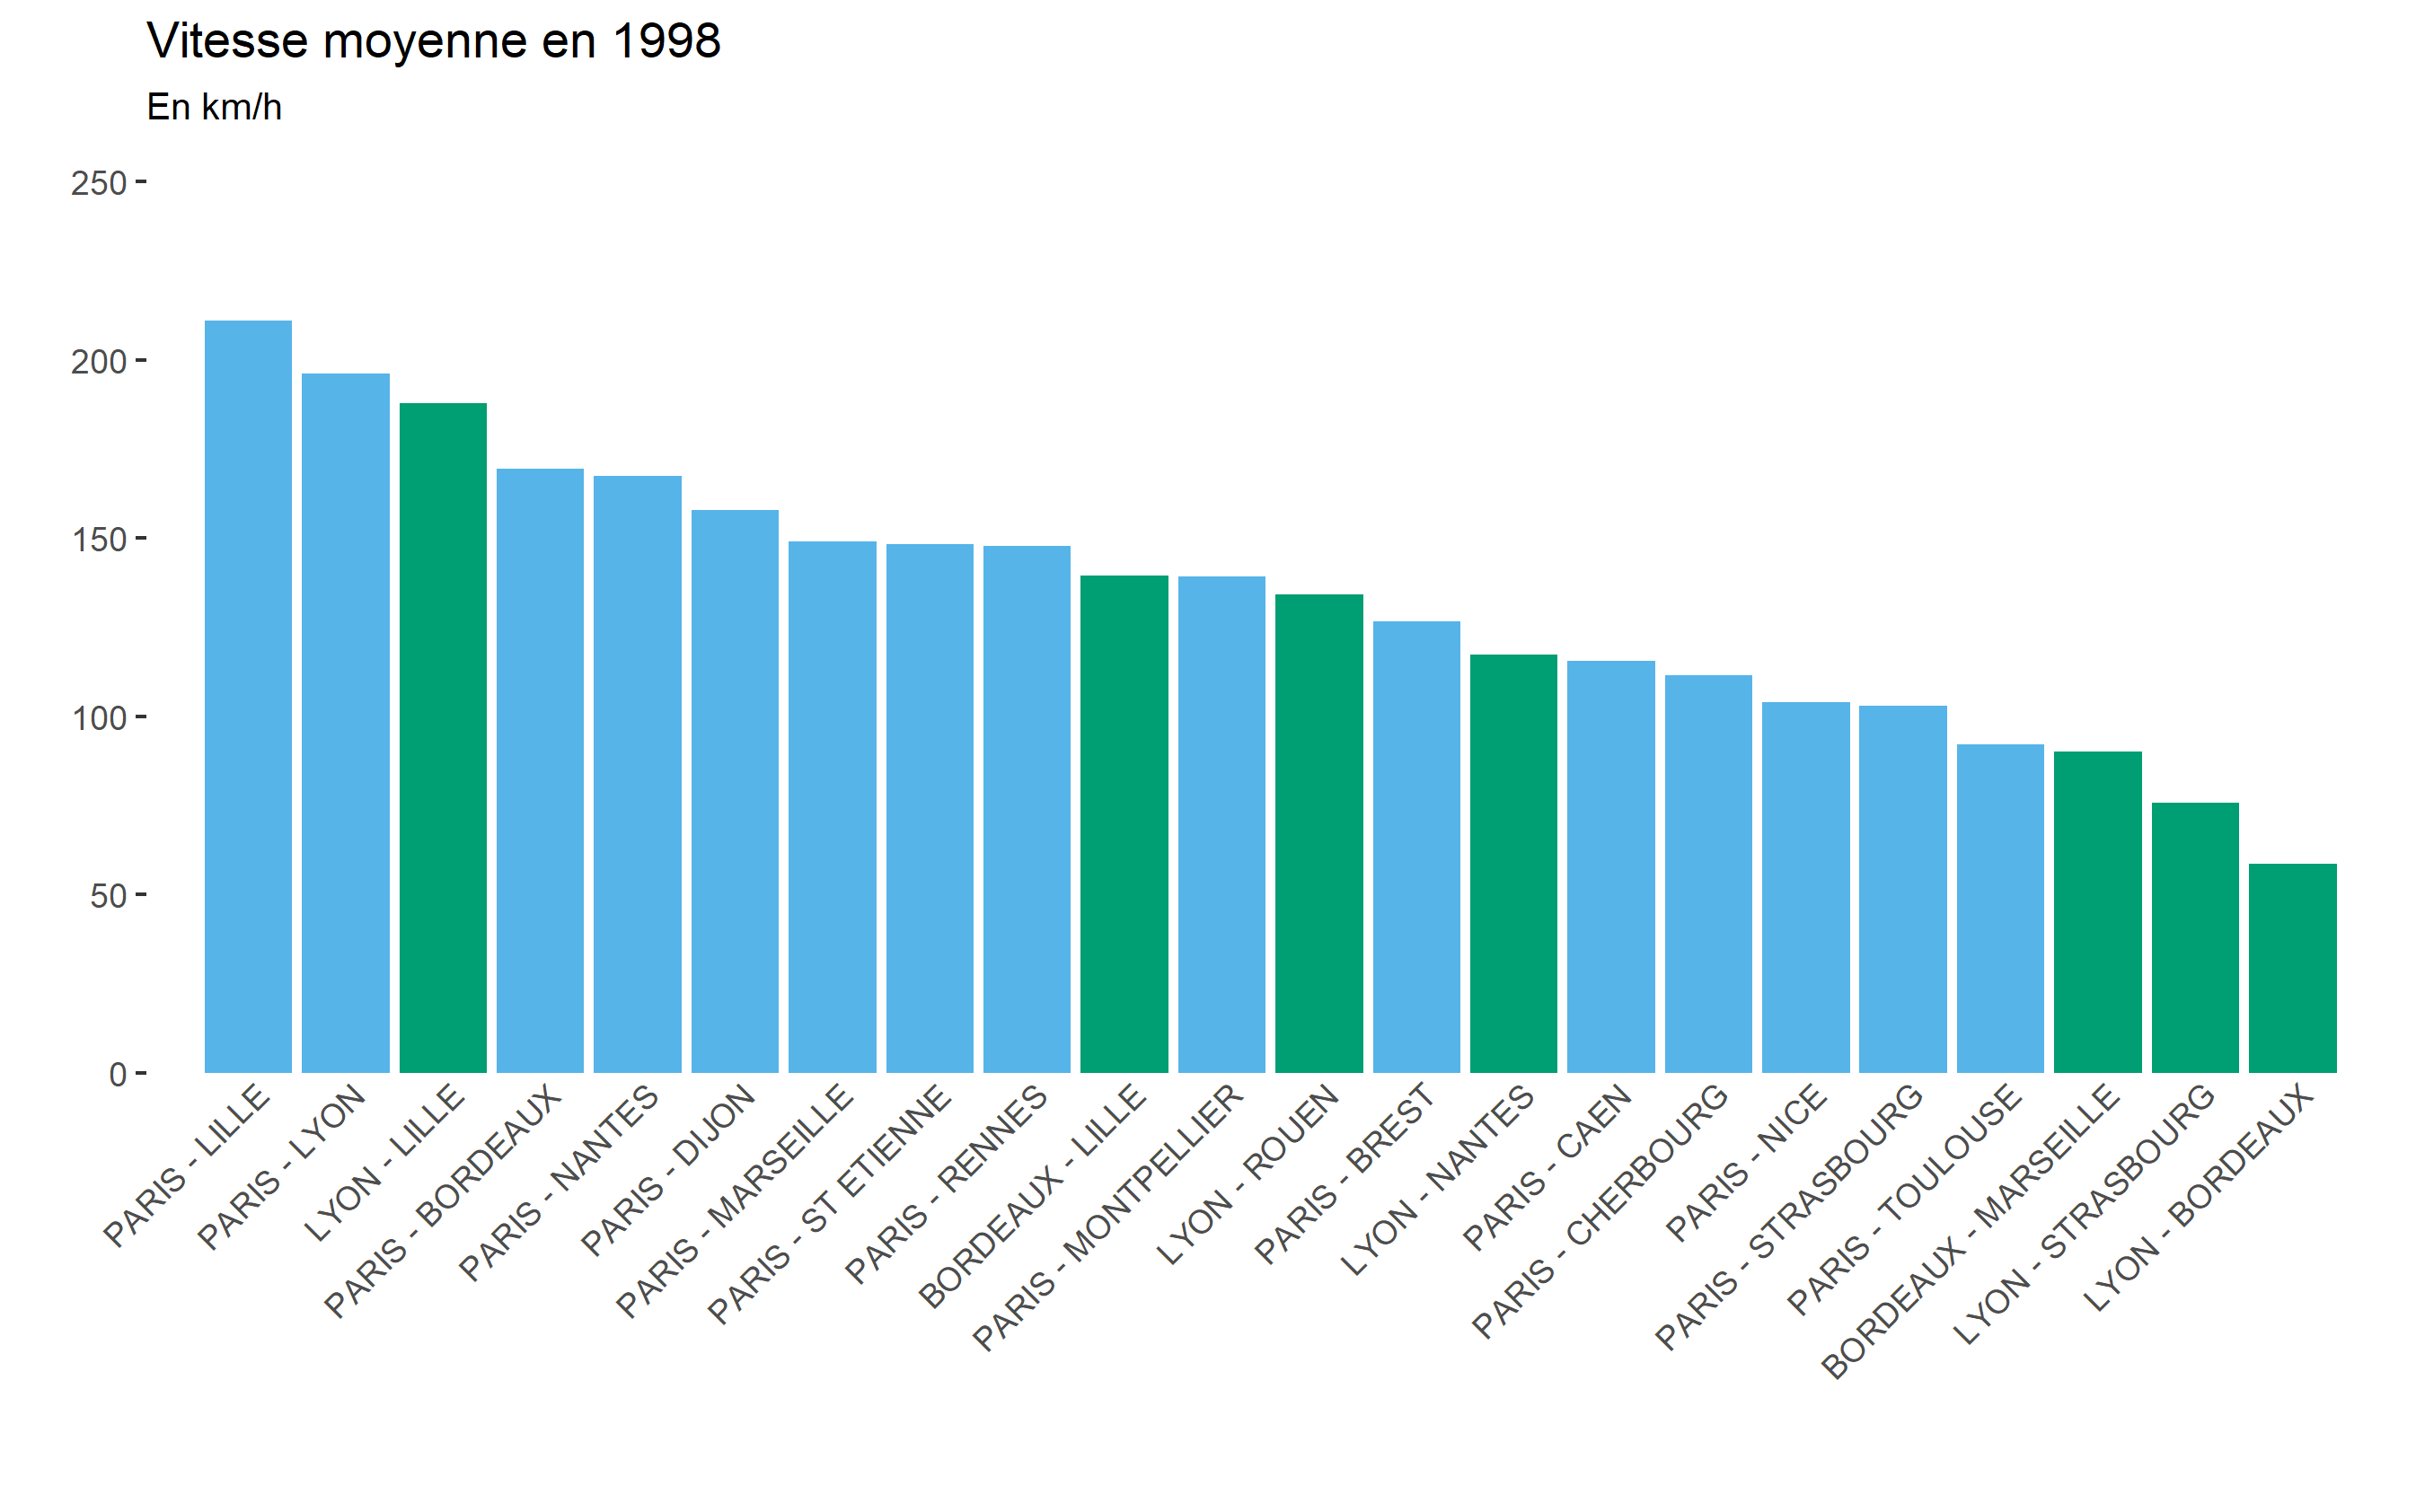 Vitesse moyenne en 1998
En km/h
250
200
150
100
50
0
PARIS - LILLE
PARIS - LYON
LYON - LILLE
PARIS - BORDEAUX
PARIS - NANTES
PARIS - DIJON
PARIS - MARSEILLE
PARIS - ST ETIENNE
PARIS - RENNES
BORDEAUX - LILLE
PARIS - MONTPELLIER
LYON - ROUEN
PARIS - BREST
LYON - NANTES
PARIS - CAEN
PARIS - CHERBOURG
PARIS - NICE
PARIS - STRASBOURG
PARIS - TOULOUSE
BORDEAUX - MARSEILLE
LYON - STRASBOURG
LYON - BORDEAUX